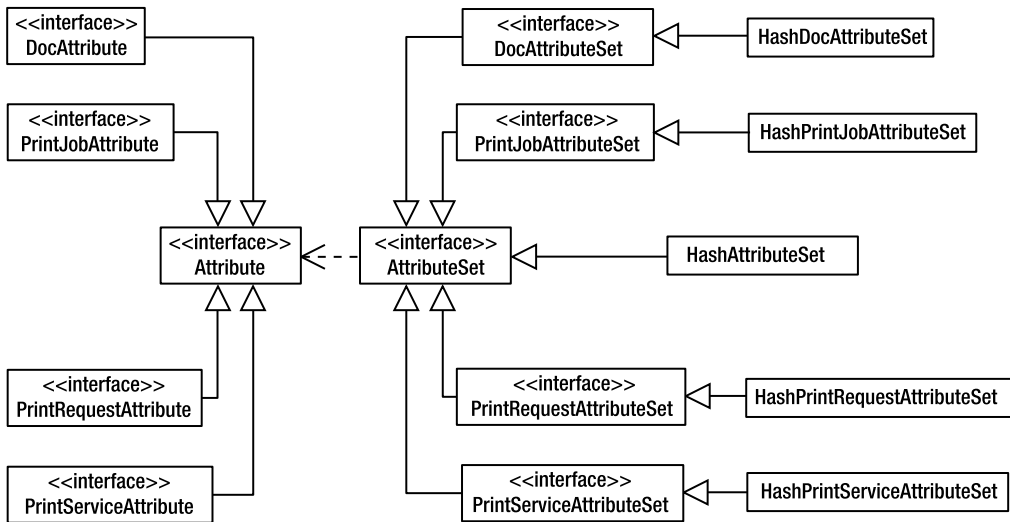 <<interface>>
DocAttribute
<<interface>>
DocAttributeSet
HashDocAttributeSet
<<interface>>
PrintJobAttribute
<<interface>>
PrintJobAttributeSet
HashPrintJobAttributeSet
<<interface>>
Attribute
<<interface>>
AttributeSet
HashAttributeSet
<<interface>>
PrintRequestAttribute
<<interface>>
PrintRequestAttributeSet
HashPrintRequestAttributeSet
<<interface>>
PrintServiceAttribute
<<interface>>
PrintServiceAttributeSet
HashPrintServiceAttributeSet